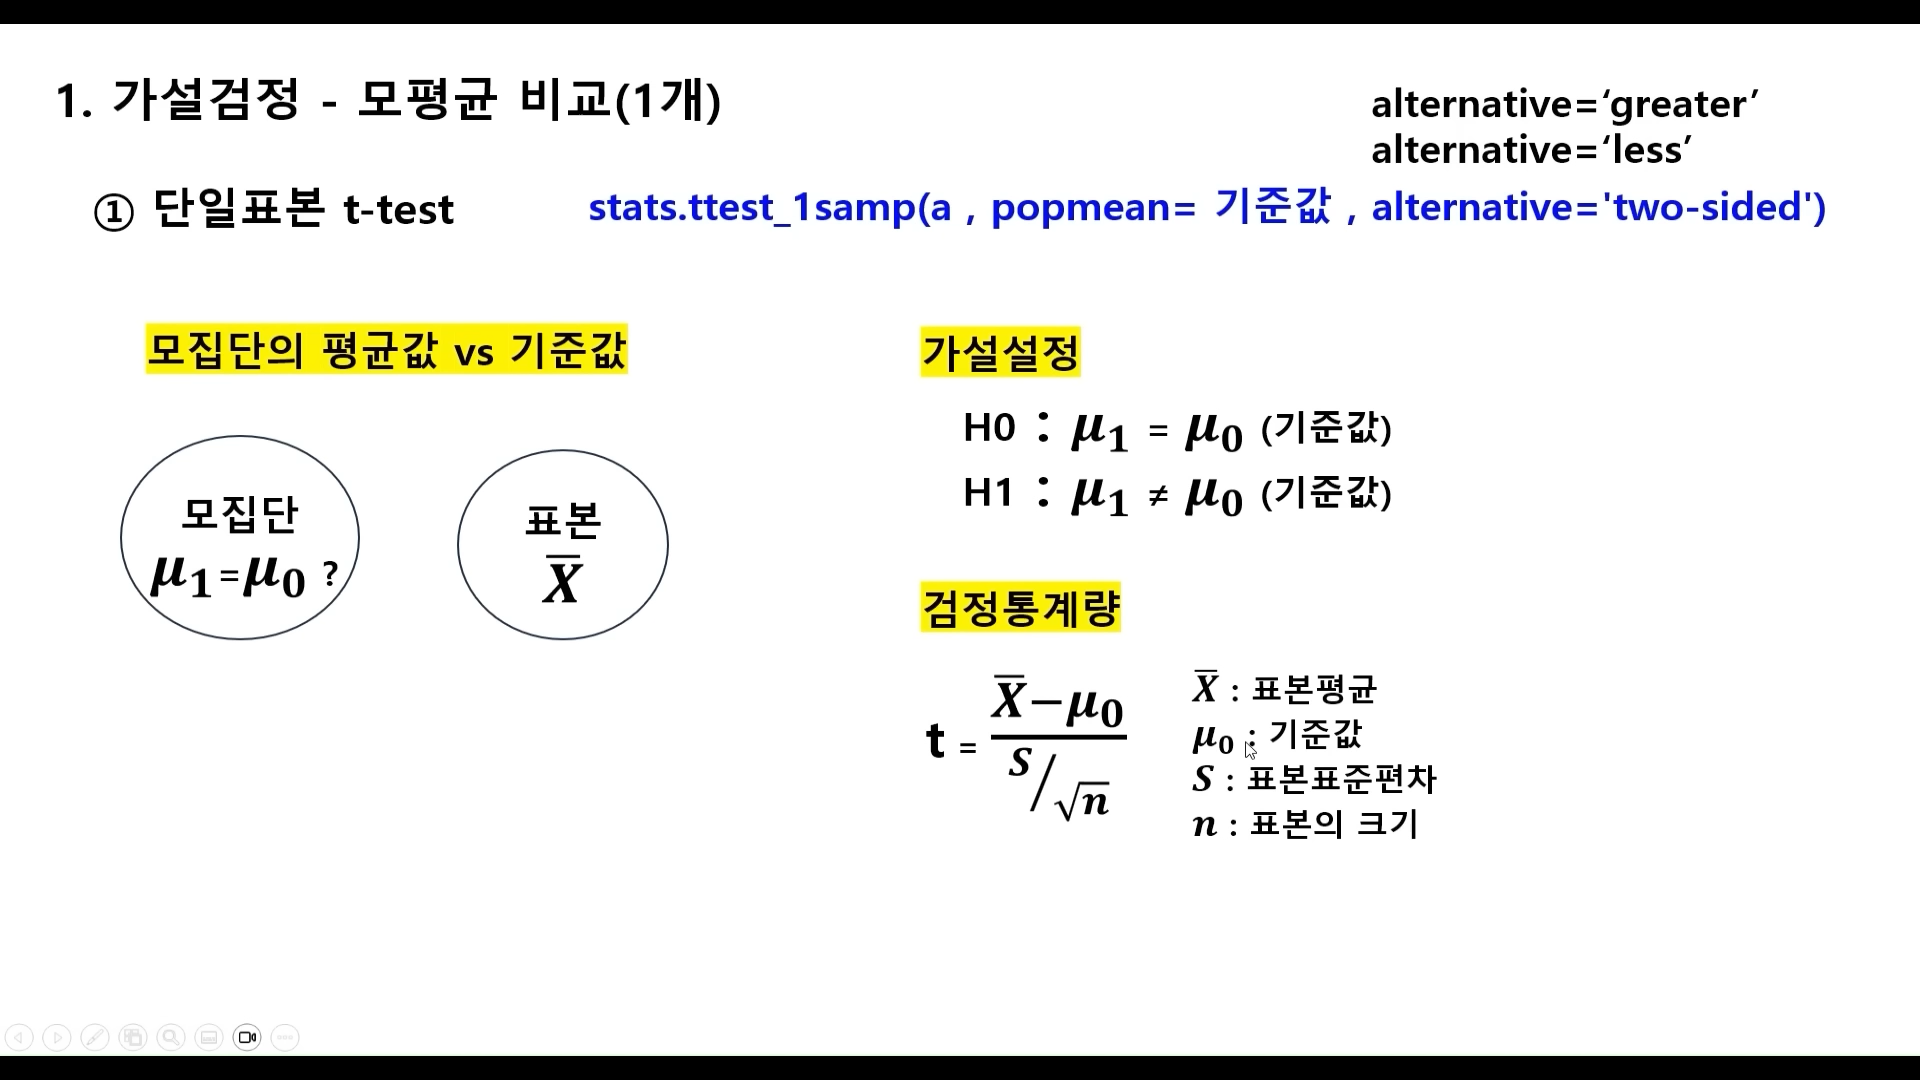 1. 가설검정 - 모평균 비교(1개)
alternative=‘greater’
alternative=‘less’
① 단일표본 t-test
stats.ttest_1samp(a , popmean= 기준값 , alternative='two-sided')
모집단의 평균값 vs 기준값
모집단
μ₁=μ₀ ?
표본
X̄
가설설정
H0 : μ₁ = μ₀ (기준값)
H1 : μ₁ ≠ μ₀ (기준값)
검정통계량
t = (X̄−μ₀) / (S/√n)
X̄ : 표본평균
μ₀ : 기준값
S : 표본표준편차
n : 표본의 크기